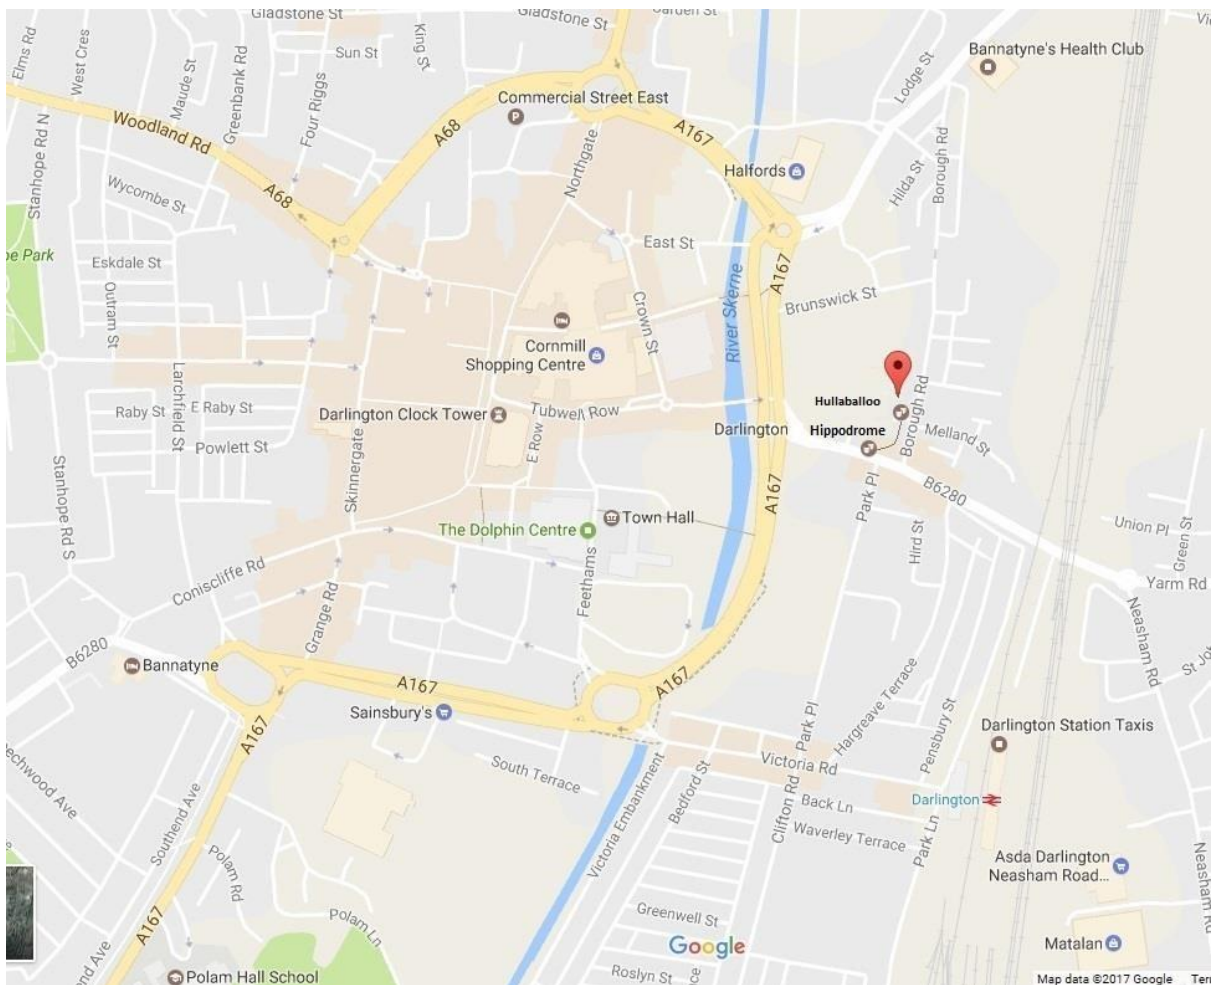 Gladstone St
Gladstone St
Garden St
Elms Rd
West Cres
Maude St
Greenbank Rd
Sun St
King St
Four Riggs
Stanhope Rd N
Woodland Rd
A68
A68
Commercial Street East
Northgate
A167
Halfords
Lodge St
Bannatyne's Health Club
Hilda St
Borough Rd
Wycombe St
East St
Eskdale St
Outram St
Crown St
River Skerne
A167
Brunswick St
Cornmill
Shopping Centre
Larchfield St
Raby St
E Raby St
Powlett St
Darlington Clock Tower
Tubwell Row
E Row
Skinnergate
Darlington
Hullaballoo
Hippodrome
Borough Rd
Melland St
B6280
Park Pl
Hird St
Union Pl
Green St
Yarm Rd
Stanhope Rd S
The Dolphin Centre
Town Hall
Feethams
A167
Coniscliffe Rd
Grange Rd
B6280
Bannatyne
A167
A167
A167
Sainsbury's
South Terrace
Neasham Rd
Hargreave Terrace
Pensbury St
Park Pl
Victoria Rd
Darlington Station Taxis
Darlington
Back Ln
Waverley Terrace
Park Ln
Clifton Rd
Bedford St
Victoria Embankment
Southend Ave
Polam Rd
Polam Ln
A167
Polam Hall School
Greenwell St
Roslyn St
Google
Asda Darlington
Neasham Road...
Matalan
Neasham Rd
Map data ©2017 Google